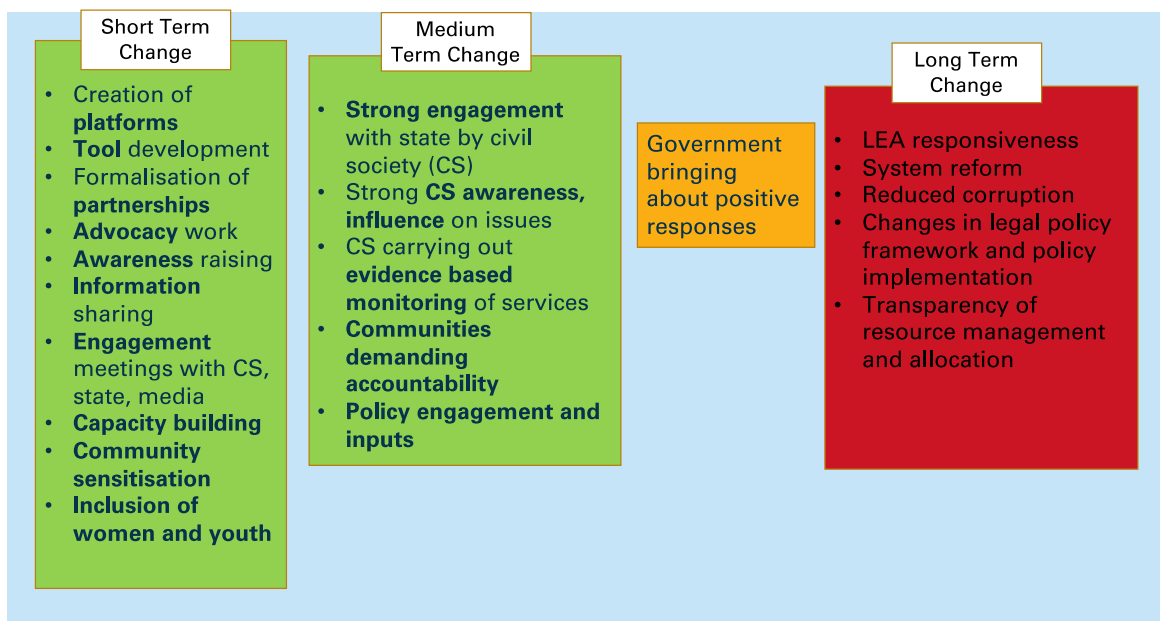 Short Term
Change
• Creation of
platforms
• Tool development
• Formalisation of
partnerships
• Advocacy work
• Awareness raising
• Information
sharing
• Engagement
meetings with CS,
state, media
• Capacity building
• Community
sensitisation
• Inclusion of
women and youth
Medium
Term Change
• Strong engagement
with state by civil
society (CS)
• Strong CS awareness,
influence on issues
• CS carrying out
evidence based
monitoring of services
• Communities
demanding
accountability
• Policy engagement and
inputs
Government
bringing
about positive
responses
Long Term
Change
• LEA responsiveness
• System reform
• Reduced corruption
• Changes in legal policy
framework and policy
implementation
• Transparency of
resource management
and allocation